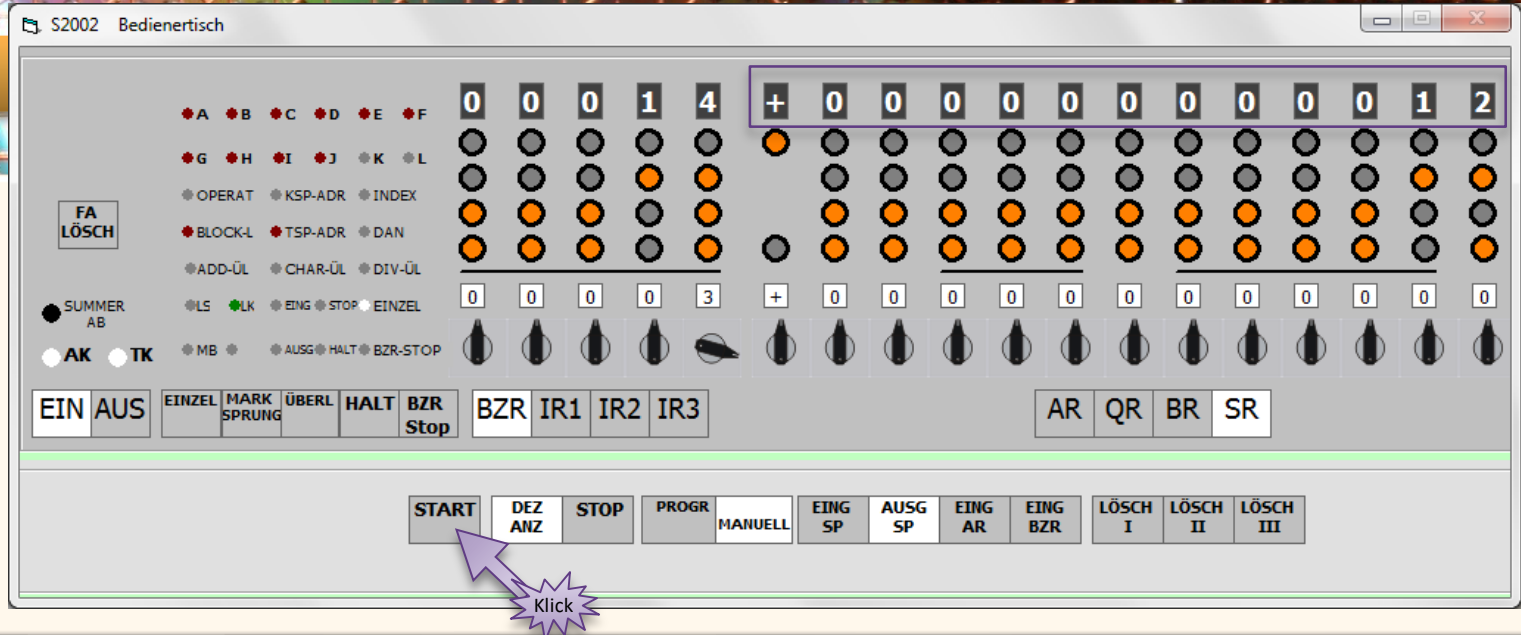 S2002 Bedienertisch
0 0 0 1 4 + 0 0 0 0 0 0 0 0 0 0 1 2
A B C D E F
G H I J K L
OPERAT KSP-ADR INDEX
FA
LÖSCH
BLOCK-L TSP-ADR DAN
ADD-ÜL CHAR-ÜL DIV-ÜL
0 0 0 0 3 + 0 0 0 0 0 0 0 0 0 0 0 0
SUMMER
AB
LS LK EING STOP EINZEL
AK TK
MB AUSG HALT BZR-STOP
EIN AUS
EINZEL
MARK
SPRUNG
ÜBERL
HALT
BZR
Stop
BZR IR1 IR2 IR3
AR QR BR SR
START
DEZ
ANZ
STOP
PROGR
MANUELL
EING
SP
AUSG
SP
EING
AR
EING
BZR
LÖSCH
I
LÖSCH
II
LÖSCH
III
Klick